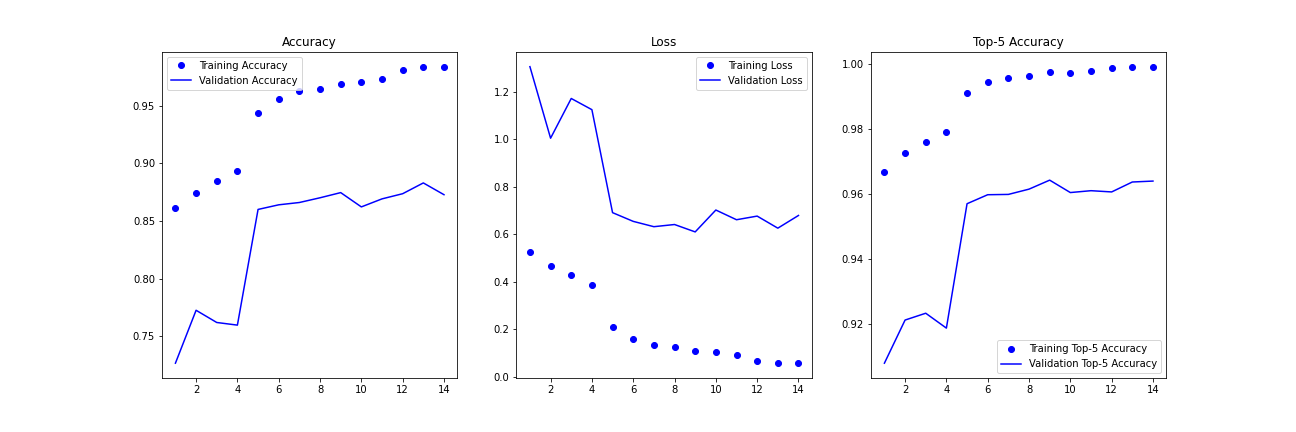 Accuracy
Training Accuracy
Validation Accuracy
0.95
0.90
0.85
0.80
0.75
2 4 6 8 10 12 14
Loss
Training Loss
Validation Loss
1.2
1.0
0.8
0.6
0.4
0.2
0.0
2 4 6 8 10 12 14
Top-5 Accuracy
1.00
0.98
0.96
0.94
0.92
Training Top-5 Accuracy
Validation Top-5 Accuracy
2 4 6 8 10 12 14